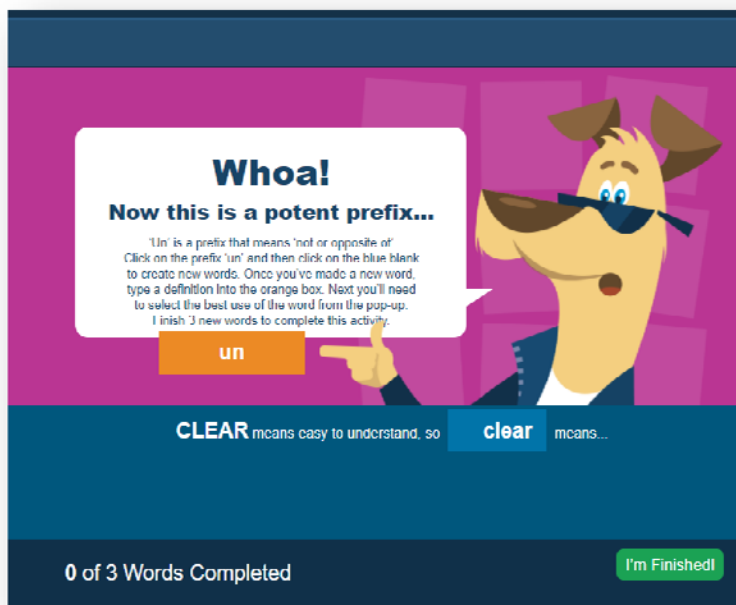 Whoa!
Now this is a potent prefix...
'Un' is a prefix that means 'not or opposite of'
Click on the prefix 'un' and then click on the blue blank
to create new words. Once you've made a new word,
type a definition into the orange box. Next you'll need
to select the best use of the word from the pop-up.
Finish 3 new words to complete this activity.
un
CLEAR means easy to understand, so clear means...
0 of 3 Words Completed
I'm Finished!